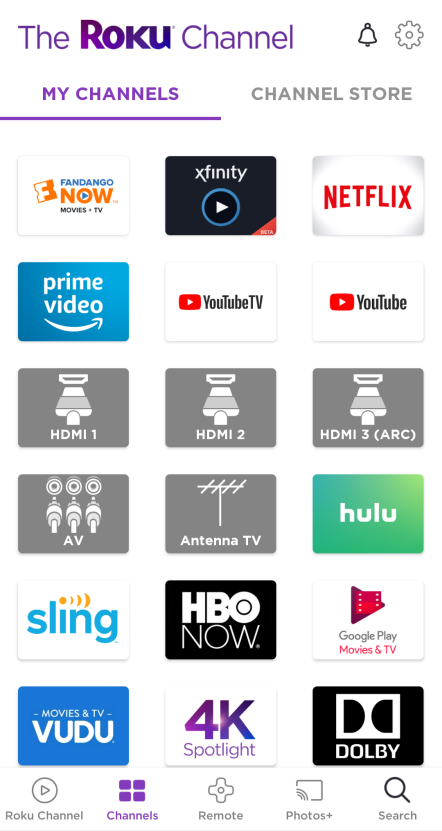 The Roku Channel
MY CHANNELS
CHANNEL STORE
FANDANGO
NOW
MOVIES + TV
xfinity
BETA
NETFLIX
prime
video
YouTubeTV
YouTube
HDMI 1
HDMI 2
HDMI 3 (ARC)
AV
Antenna TV
hulu
sling
HBO
NOW
Google Play
Movies & TV
– MOVIES & TV –
VUDU
4K
Spotlight
DOLBY
Roku Channel
Channels
Remote
Photos+
Search